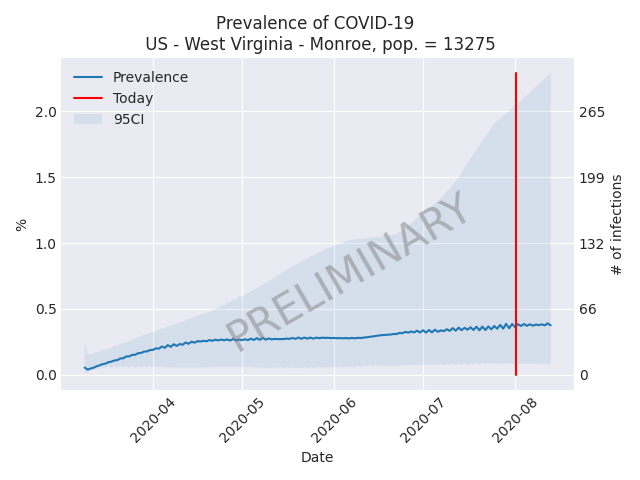 Prevalence of COVID-19
US - West Virginia - Monroe, pop. = 13275
Prevalence
Today
95CI
2.0
1.5
1.0
0.5
0.0
%
265
199
132
66
0
# of infections
PRELIMINARY
2020-04
2020-05
2020-06
2020-07
2020-08
Date